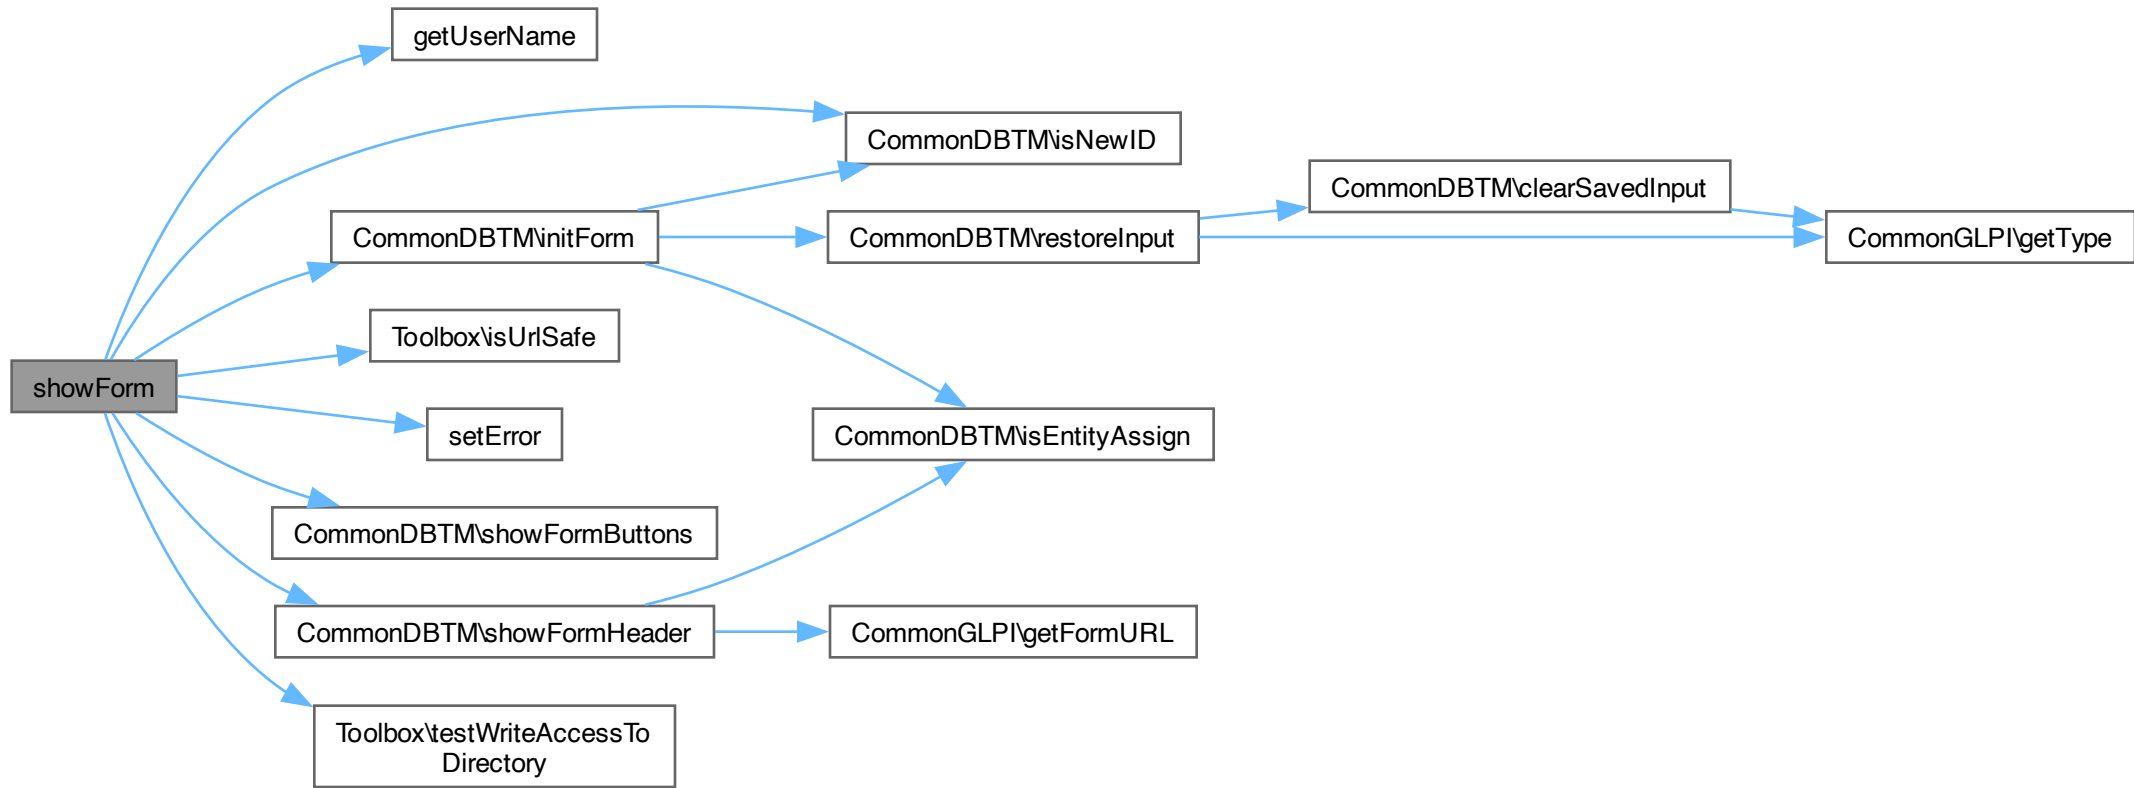 getUserName
CommonDBTM\isNewID
CommonDBTM\clearSavedInput
CommonDBTM\initForm
CommonDBTM\restoreInput
CommonGLPI\getType
Toolbox\isUrlSafe
showForm
setError
CommonDBTM\isEntityAssign
CommonDBTM\showFormButtons
CommonDBTM\showFormHeader
CommonGLPI\getFormURL
Toolbox\testWriteAccessTo
Directory